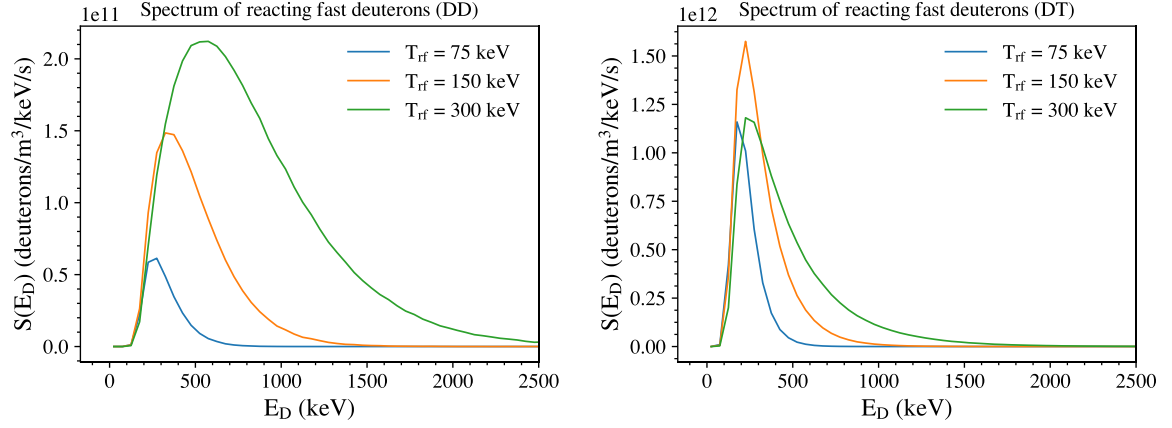 Spectrum of reacting fast deuterons (DD)
1e11
S(E_D) (deuterons/m³/keV/s)
2.0
1.5
1.0
0.5
0.0
T_rf = 75 keV
T_rf = 150 keV
T_rf = 300 keV
0 500 1000 1500 2000 2500
E_D (keV)
Spectrum of reacting fast deuterons (DT)
1e12
S(E_D) (deuterons/m³/keV/s)
1.50
1.25
1.00
0.75
0.50
0.25
0.00
T_rf = 75 keV
T_rf = 150 keV
T_rf = 300 keV
0 500 1000 1500 2000 2500
E_D (keV)